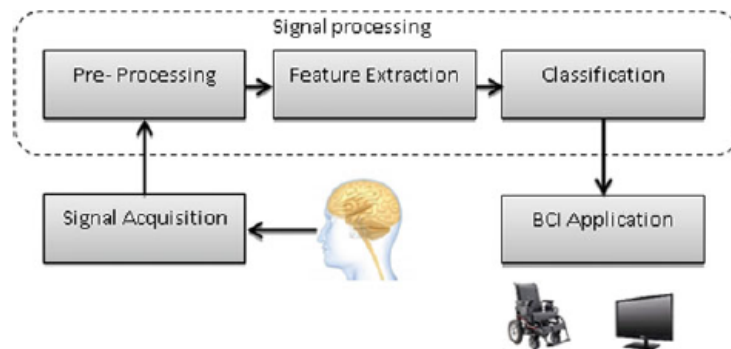 Signal processing
Pre- Processing
Feature Extraction
Classification
Signal Acquisition
BCI Application